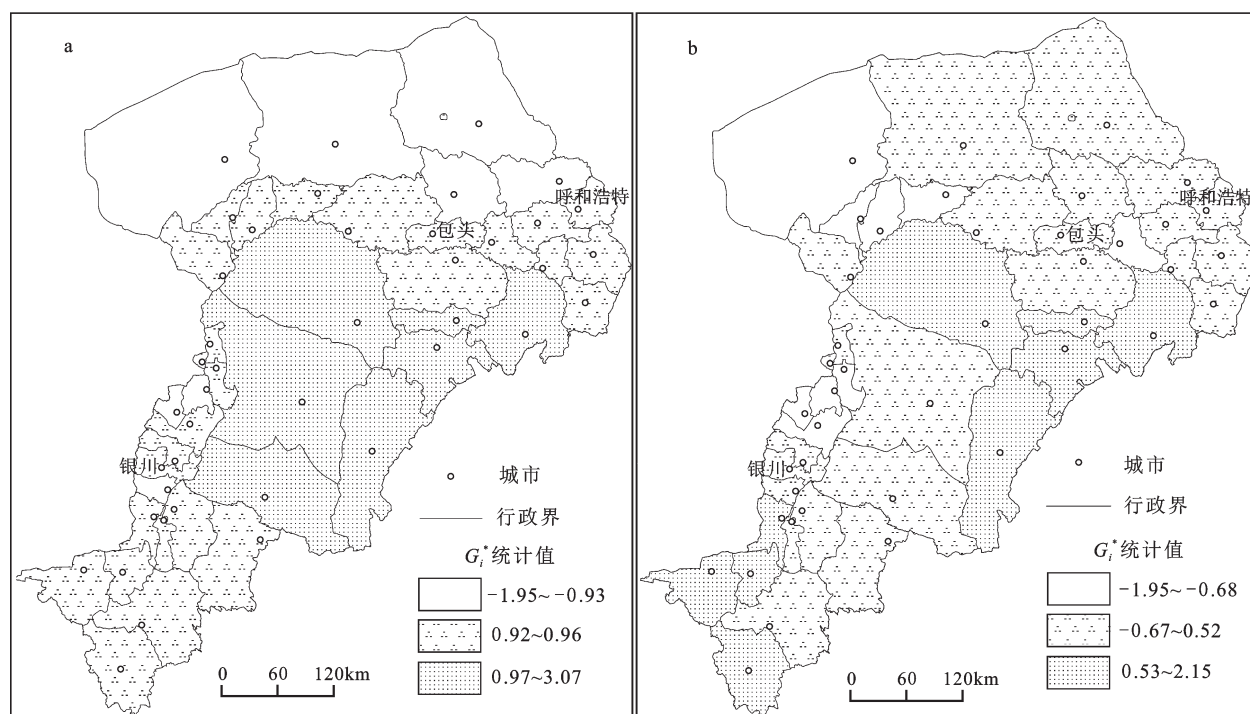 a
呼和浩特
包头
银川
城市
行政界
G*i统计值
-1.95~-0.93
0.92~0.96
0.97~3.07
0 60 120km
b
呼和浩特
包头
银川
城市
行政界
G*i统计值
-1.95~-0.68
-0.67~0.52
0.53~2.15
0 60 120km